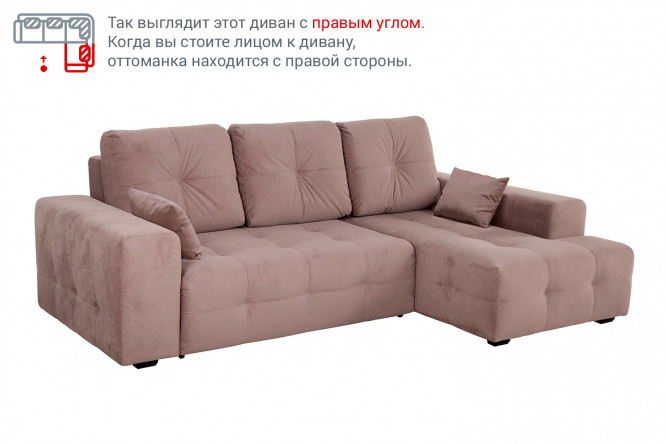 Так выглядит этот диван с правым углом.
Когда вы стоите лицом к дивану,
оттоманка находится с правой стороны.